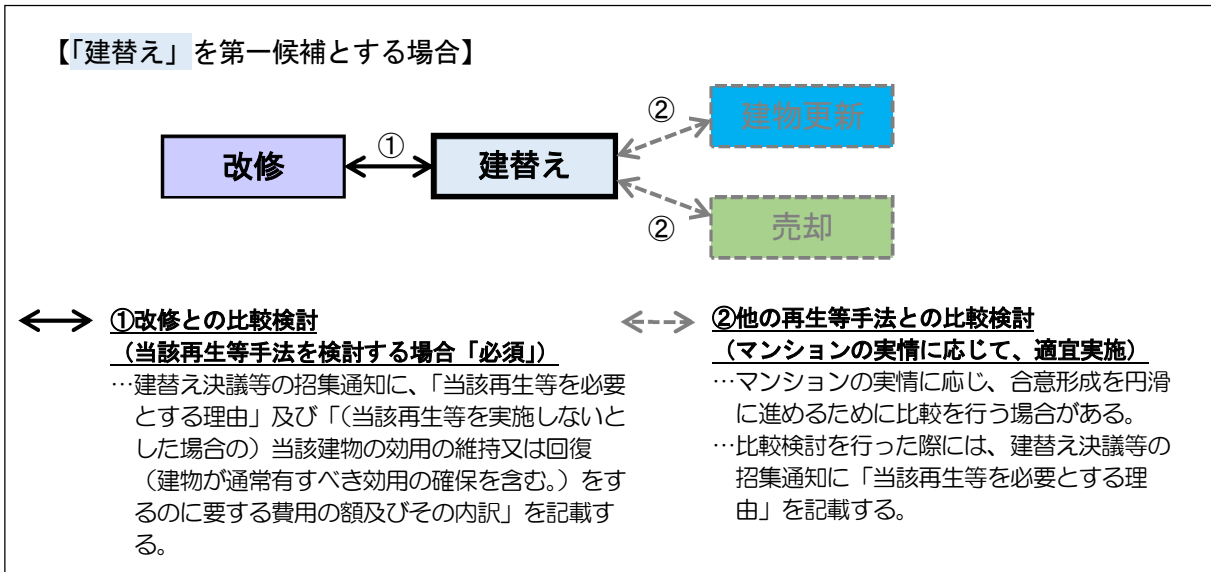 【「建替え」を第一候補とする場合】
②
建物更新
改修
①
建替え
②
売却
①改修との比較検討
（当該再生等手法を検討する場合「必須」）
…建替え決議等の招集通知に、「当該再生等を必要
とする理由」及び「（当該再生等を実施しないと
した場合の）当該建物の効用の維持又は回復
（建物が通常有すべき効用の確保を含む。）をす
るのに要する費用の額及びその内訳」を記載す
る。
②他の再生等手法との比較検討
（マンションの実情に応じて、適宜実施）
…マンションの実情に応じ、合意形成を円滑
に進めるために比較を行う場合がある。
…比較検討を行った際には、建替え決議等の
招集通知に「当該再生等を必要とする理
由」を記載する。